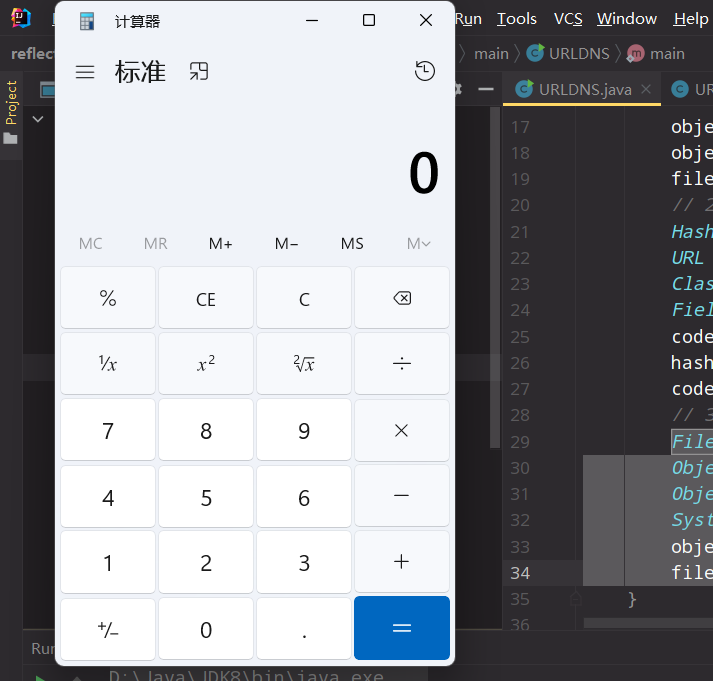 计算器
Run Tools VCS Window Help
标准
reflec
main
URLDNS
main
Project
URLDNS.java
UR
0
MC MR M+ M− MS M
% CE C
¹/x x² ²√x ÷
7 8 9 ×
4 5 6 −
1 2 3 +
+/− 0 . =
17 obje
18 obje
19 file
20 // 2
21 Hash
22 URL
23 Clas
24 Fiel
25 code
26 hash
27 code
28 // 3
29 File
30 Obje
31 Obje
32 Syst
33 obje
34 file
35 }
36
Run
D:\Java\JDK8\bin\java.exe